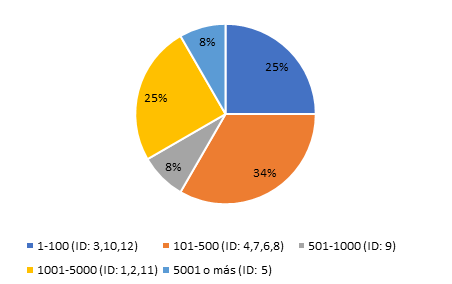 8%
25%
25%
8%
34%
1-100 (ID: 3,10,12) 101-500 (ID: 4,7,6,8) 501-1000 (ID: 9)
1001-5000 (ID: 1,2,11) 5001 o más (ID: 5)